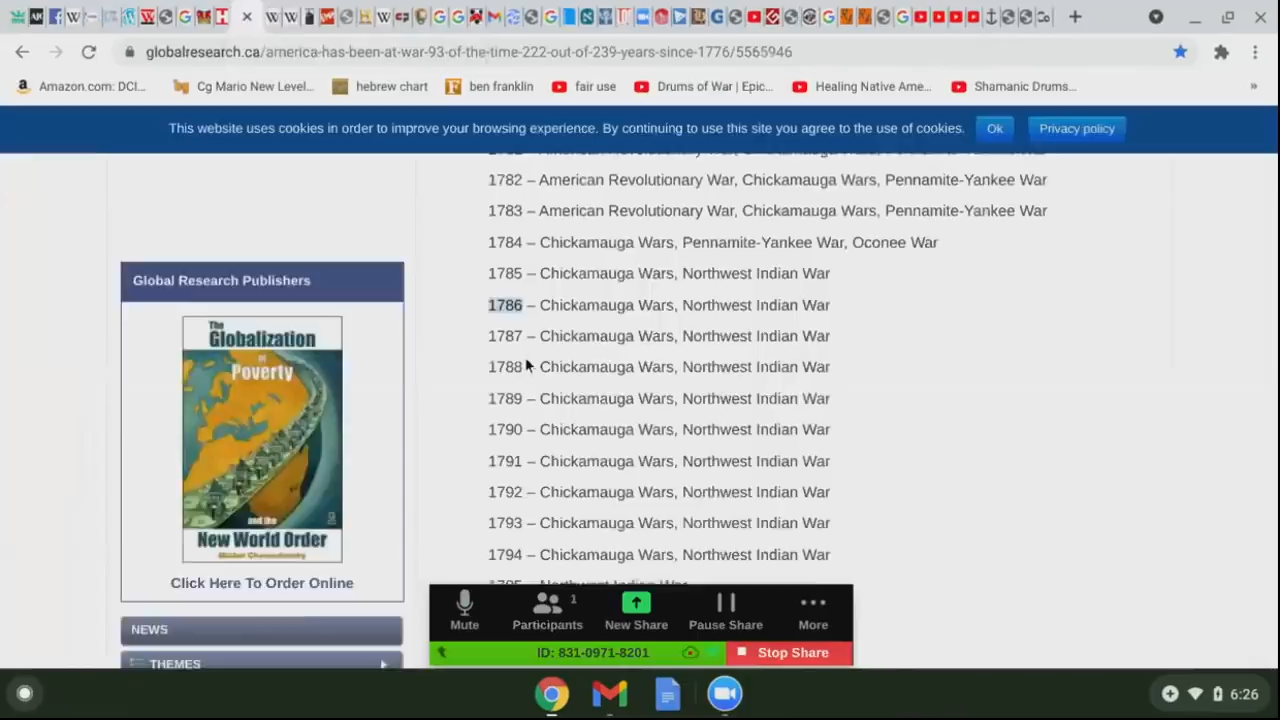 globalresearch.ca/america-has-been-at-war-93-of-the-time-222-out-of-239-years-since-1776/5565946
Amazon.com: DCI... Cg Mario New Level... hebrew chart ben franklin fair use Drums of War | Epic... Healing Native Ame... Shamanic Drums... »
This website uses cookies in order to improve your browsing experience. By continuing to use this site you agree to the use of cookies. Ok Privacy policy
1782 – American Revolutionary War, Chickamauga Wars, Pennamite-Yankee War
1783 – American Revolutionary War, Chickamauga Wars, Pennamite-Yankee War
1784 – Chickamauga Wars, Pennamite-Yankee War, Oconee War
1785 – Chickamauga Wars, Northwest Indian War
1786 – Chickamauga Wars, Northwest Indian War
1787 – Chickamauga Wars, Northwest Indian War
1788 – Chickamauga Wars, Northwest Indian War
1789 – Chickamauga Wars, Northwest Indian War
1790 – Chickamauga Wars, Northwest Indian War
1791 – Chickamauga Wars, Northwest Indian War
1792 – Chickamauga Wars, Northwest Indian War
1793 – Chickamauga Wars, Northwest Indian War
1794 – Chickamauga Wars, Northwest Indian War
1795 – Northwest Indian War
Global Research Publishers
The
Globalization
of
Poverty
and the
New World Order
Click Here To Order Online
NEWS
THEMES
1
Mute Participants New Share Pause Share More
ID: 831-0971-8201 Stop Share
6:26